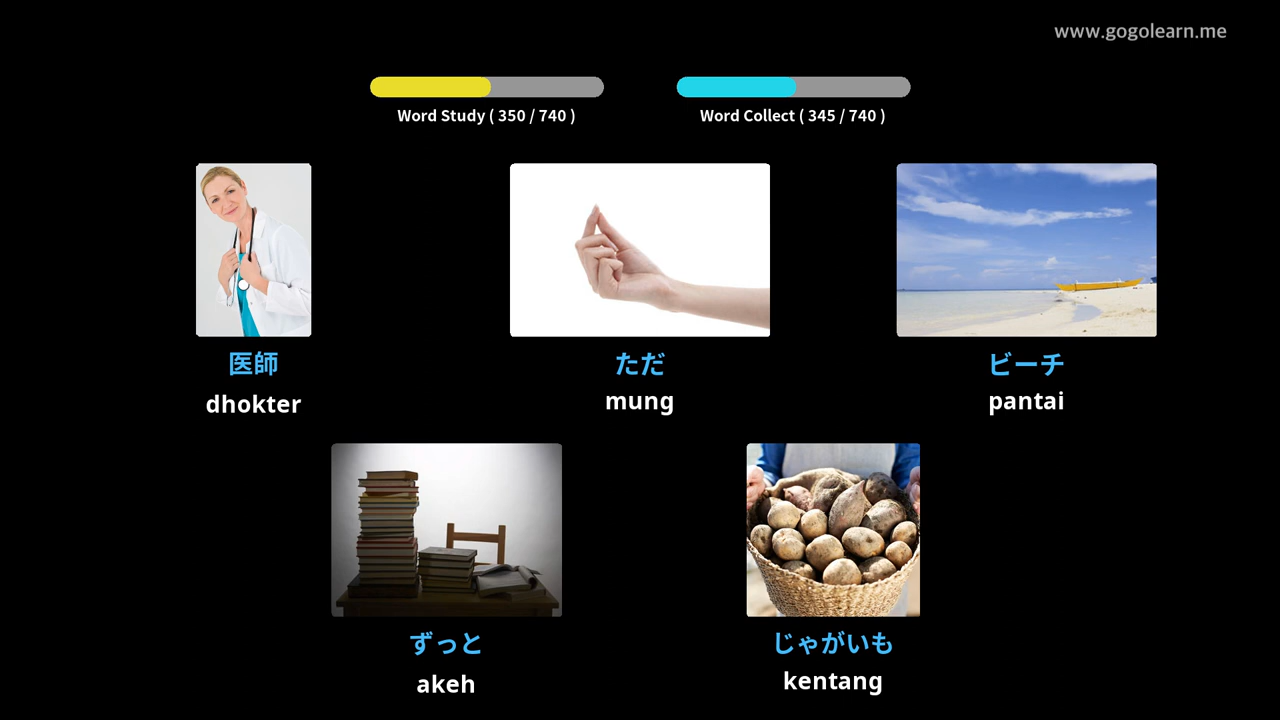 www.gogolearn.me
Word Study ( 350 / 740 )
Word Collect ( 345 / 740 )
医師
dhokter
ただ
mung
ビーチ
pantai
ずっと
akeh
じゃがいも
kentang